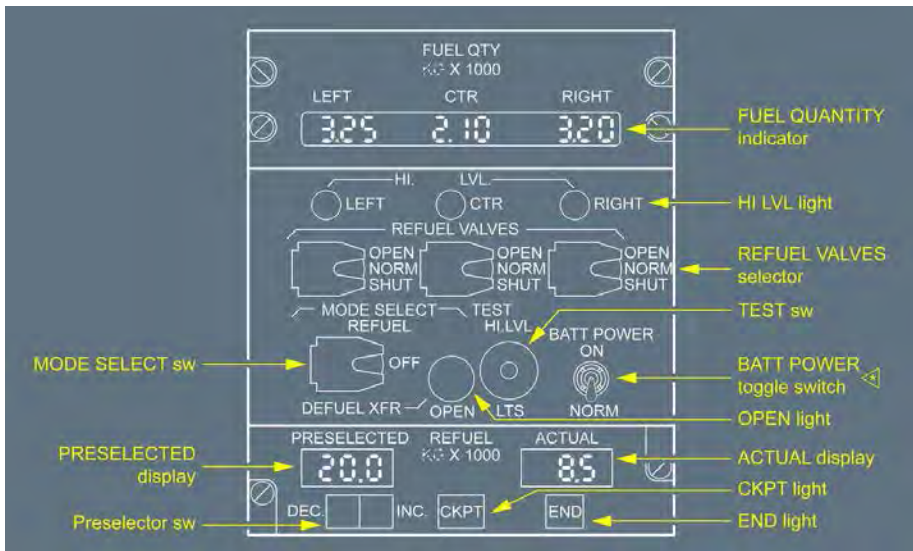 FUEL QTY
KG X 1000
LEFT CTR RIGHT
3.25 2.10 3.20
FUEL QUANTITY
indicator
HI. LVL.
LEFT CTR RIGHT
HI LVL light
REFUEL VALVES
OPEN OPEN OPEN
NORM NORM NORM
SHUT SHUT SHUT
REFUEL VALVES
selector
MODE SELECT TEST
REFUEL HI.LVL
TEST sw
BATT POWER
ON
MODE SELECT sw
OFF
BATT POWER
toggle switch
DEFUEL XFR OPEN LTS NORM
OPEN light
PRESELECTED REFUEL ACTUAL
KG X 1000
PRESELECTED
display
20.0 8.5
ACTUAL display
CKPT light
DEC. INC. CKPT END
Preselector sw
END light